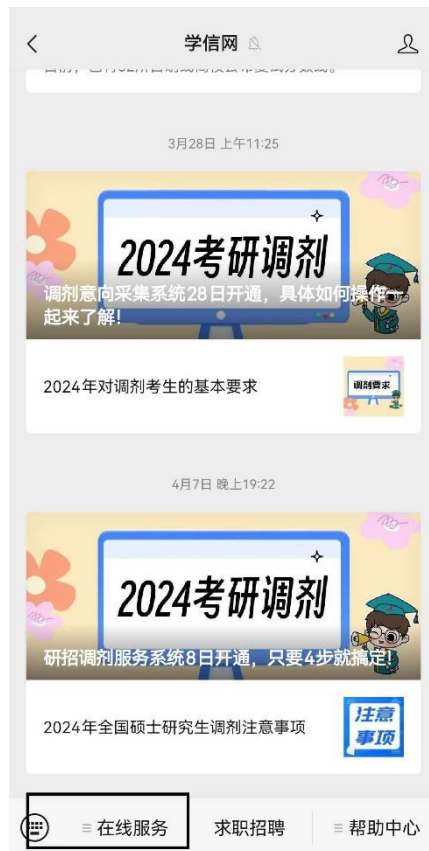 学信网
3月28日 上午11:25
2024考研调剂
调剂意向采集系统28日开通，具体如何操作一
起来了解！
2024年对调剂考生的基本要求
调剂要求
4月7日 晚上19:22
2024考研调剂
研招调剂服务系统8日开通，只要4步就搞定！
2024年全国硕士研究生调剂注意事项
注意
事项
在线服务
求职招聘
帮助中心